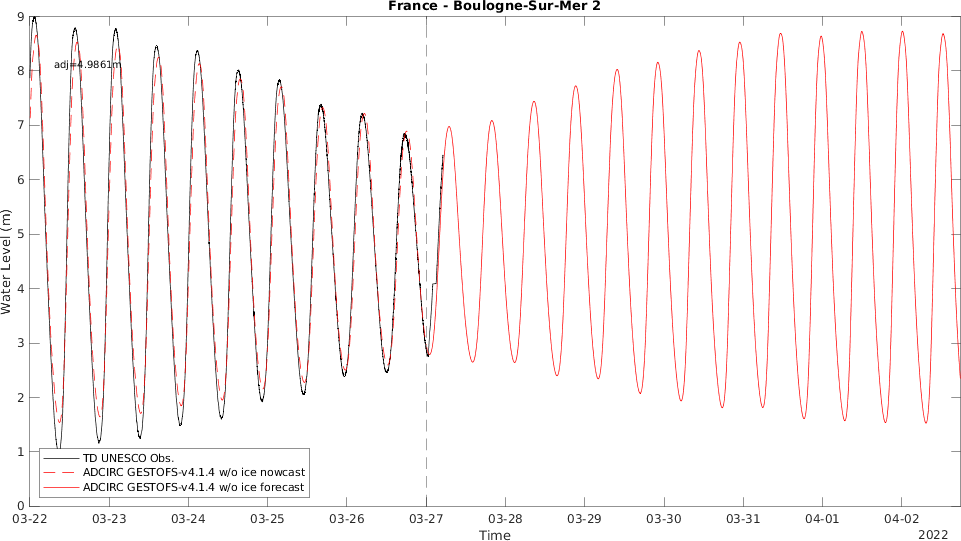 France - Boulogne-Sur-Mer 2
9
adj=4.9861m
8
7
6
5
4
3
2
1
0
Water Level (m)
TD UNESCO Obs.
ADCIRC GESTOFS-v4.1.4 w/o ice nowcast
ADCIRC GESTOFS-v4.1.4 w/o ice forecast
03-22 03-23 03-24 03-25 03-26 03-27 03-28 03-29 03-30 03-31 04-01 04-02
Time
2022